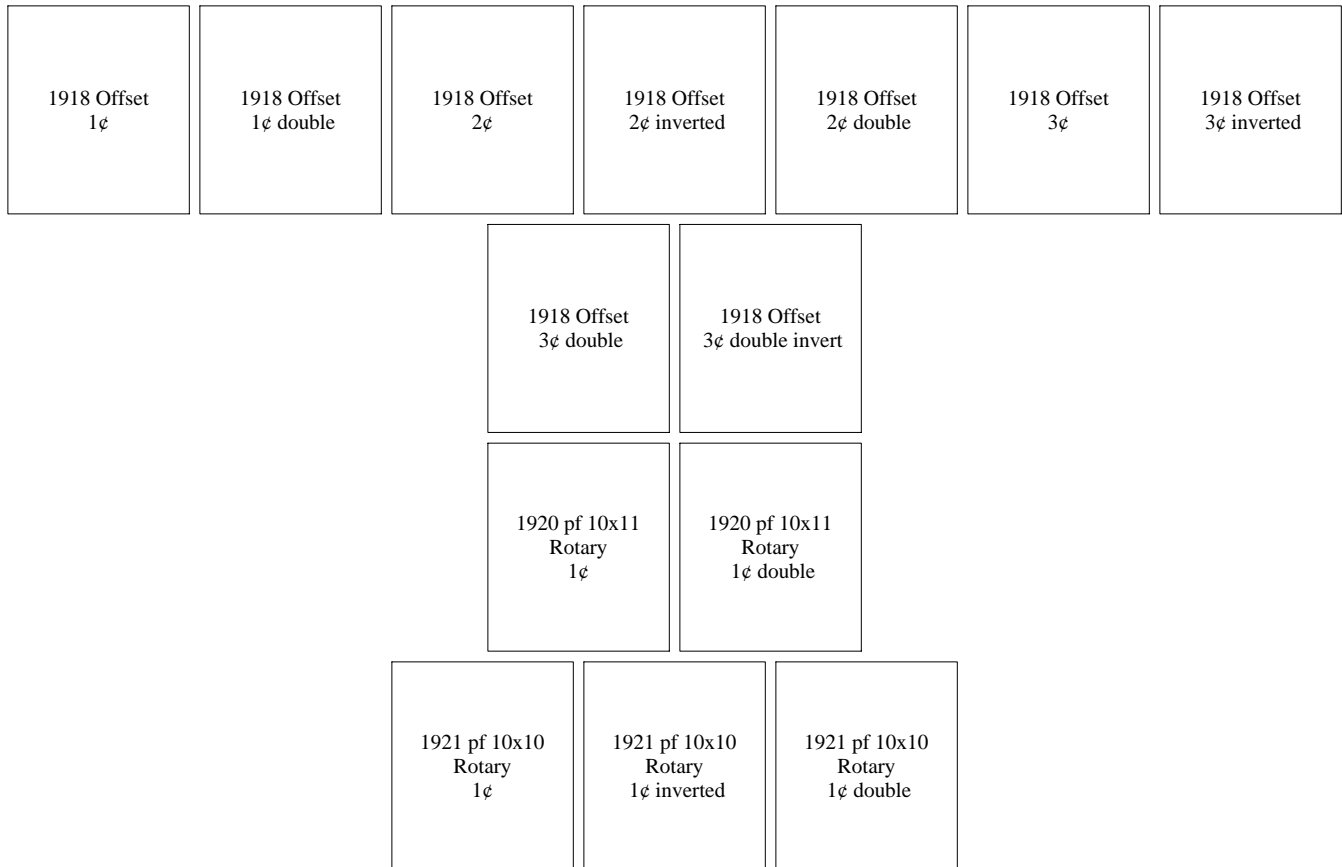 1918 Offset
1¢
1918 Offset
1¢ double
1918 Offset
2¢
1918 Offset
2¢ inverted
1918 Offset
2¢ double
1918 Offset
3¢
1918 Offset
3¢ inverted
1918 Offset
3¢ double
1918 Offset
3¢ double invert
1920 pf 10x11
Rotary
1¢
1920 pf 10x11
Rotary
1¢ double
1921 pf 10x10
Rotary
1¢
1921 pf 10x10
Rotary
1¢ inverted
1921 pf 10x10
Rotary
1¢ double